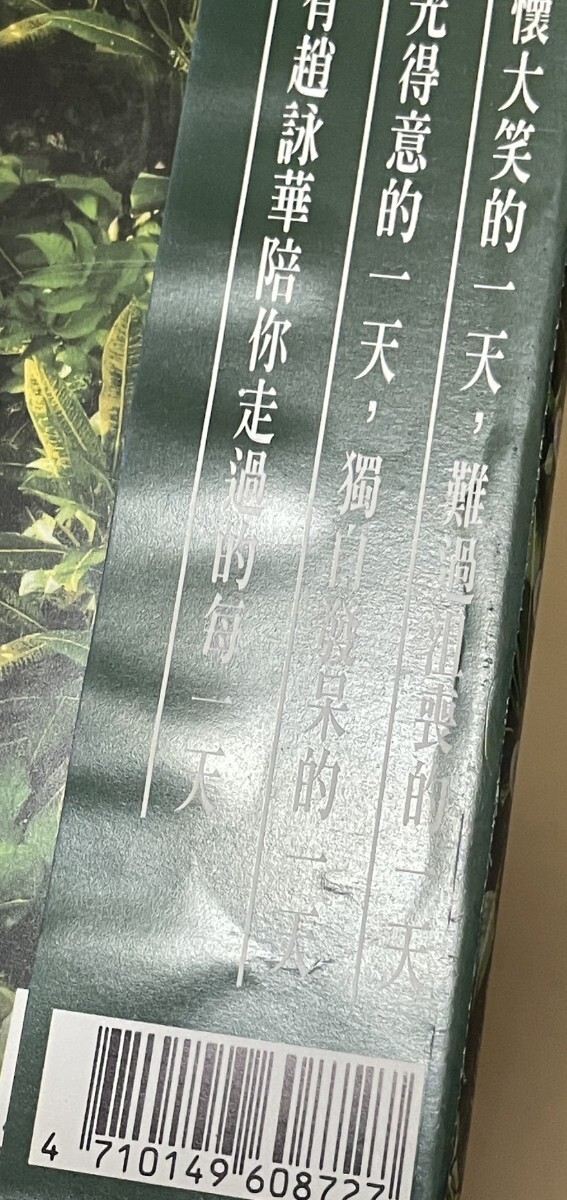 懷大笑的一天，難過沮喪的一天
光得意的一天，獨自發呆的一天
有趙詠華陪你走過的每一天
4 710149 608727